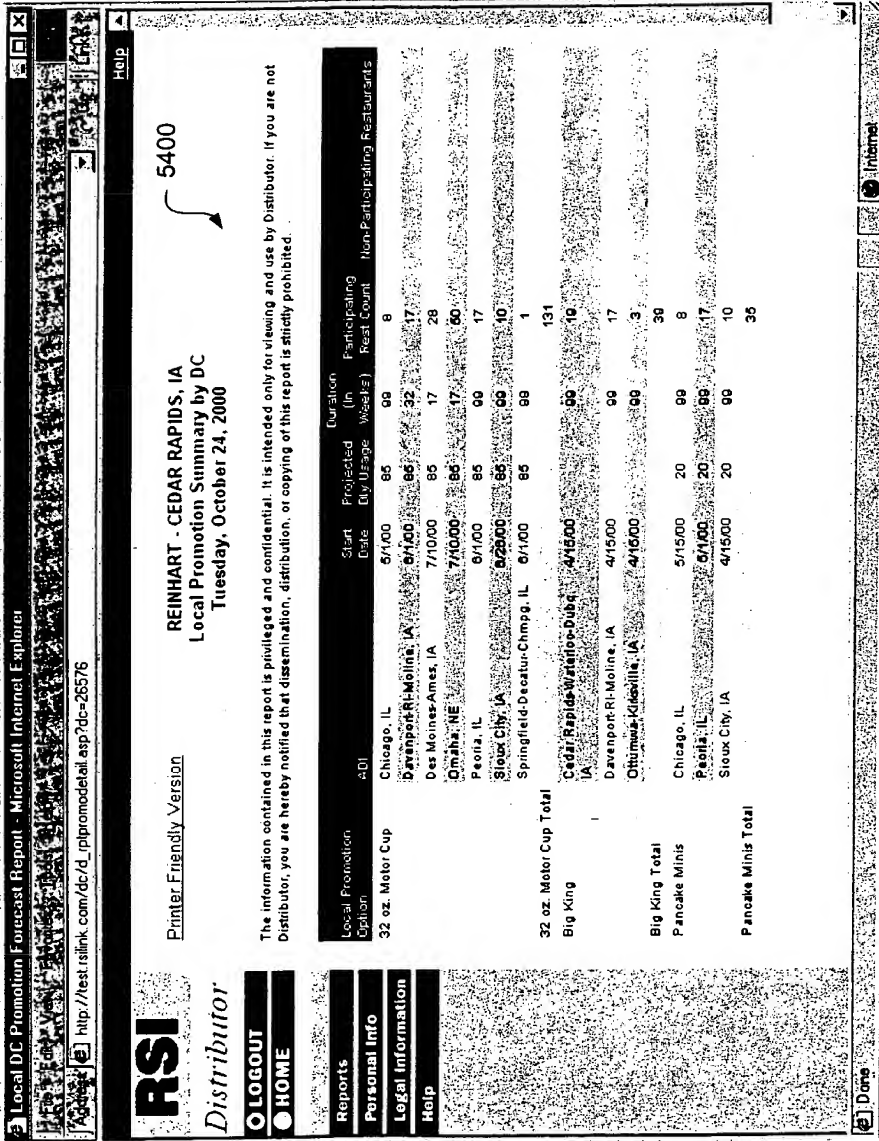 Local DC Promotion Forecast Report - Microsoft Internet Explorer
Address http://test.rsilink.com/dc/d_rptpromodetail.asp?dc=26576
Links
Help
RSI
Distributor
LOGOUT
HOME
Reports
Personal Info
Legal Information
Help
Printer Friendly Version
REINHART - CEDAR RAPIDS, IA
Local Promotion Summary by DC
Tuesday, October 24, 2000
5400
The information contained in this report is privileged and confidential. It is intended only for viewing and use by Distributor. If you are not
Distributor, you are hereby notified that dissemination, distribution, or copying of this report is strictly prohibited.
Local Promotion Option ADI Start Date Projected Dly Usage Duration (In Weeks) Participating Rest Count Non-Participating Restaurants
32 oz. Motor Cup Chicago, IL 6/1/00 85 99 8
Davenport-RI-Moline, IA 6/1/00 85 32 17
Des Moines-Ames, IA 7/10/00 85 17 28
Omaha, NE 7/10/00 85 17 50
Peoria, IL 6/1/00 85 99 17
Sioux City, IA 6/26/00 85 99 10
Springfield-Decatur-Chmpg, IL 6/1/00 85 99 1
32 oz. Motor Cup Total 131
Big King Cedar Rapids-Waterloo-Dubq, IA 4/15/00 99 19
Davenport-RI-Moline, IA 4/15/00 99 17
Ottumwa-Kirksville, IA 4/15/00 99 3
Big King Total 39
Pancake Minis Chicago, IL 5/15/00 20 99 8
Peoria, IL 5/1/00 20 99 17
Sioux City, IA 4/15/00 20 99 10
Pancake Minis Total 35
Done
Internet